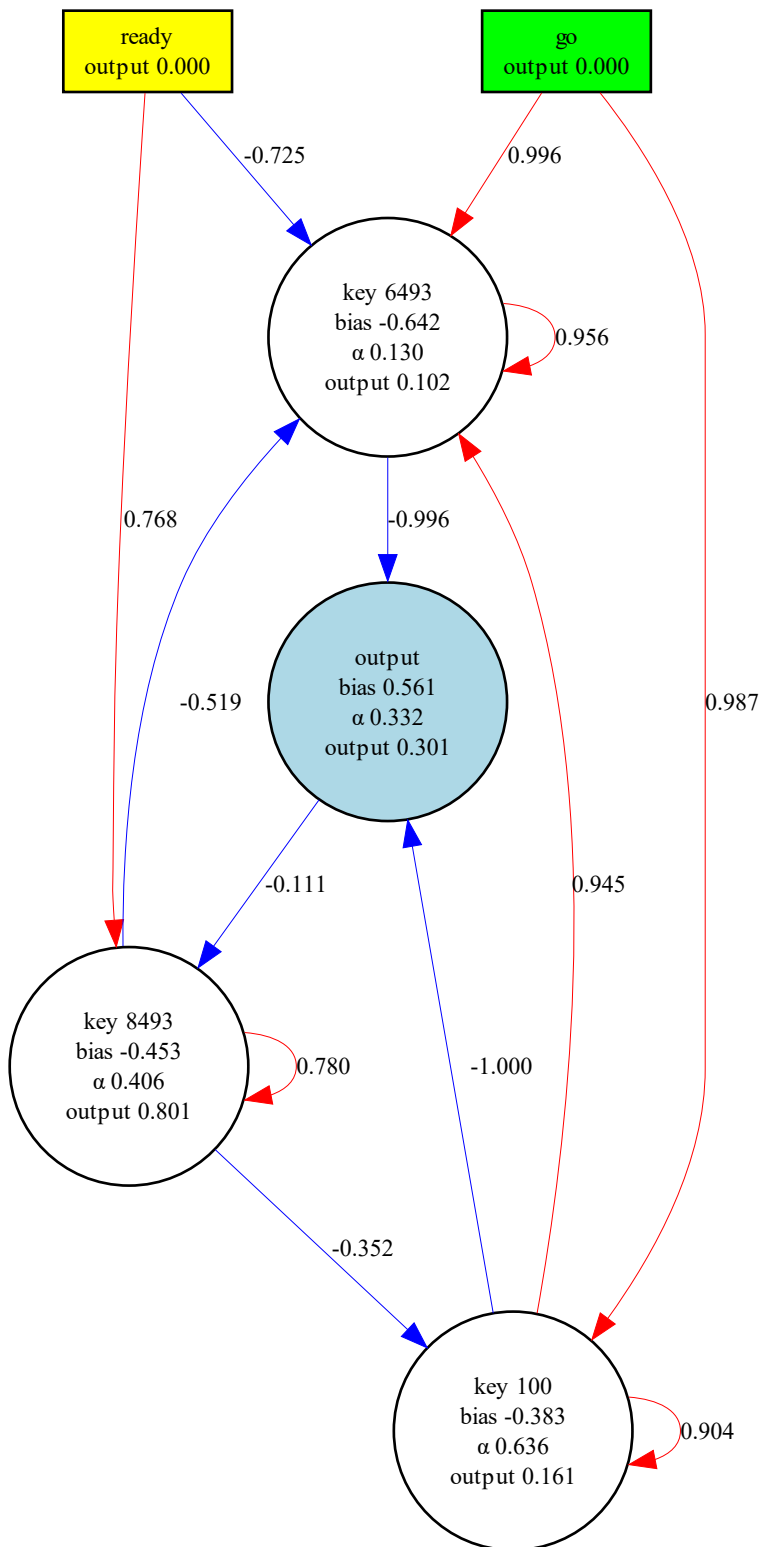 ready
output 0.000
go
output 0.000
-0.725
0.996
key 6493
bias -0.642
α 0.130
output 0.102
0.956
0.768
-0.996
-0.519
output
bias 0.561
α 0.332
output 0.301
0.987
-0.111
0.945
key 8493
bias -0.453
α 0.406
output 0.801
0.780
-1.000
-0.352
key 100
bias -0.383
α 0.636
output 0.161
0.904